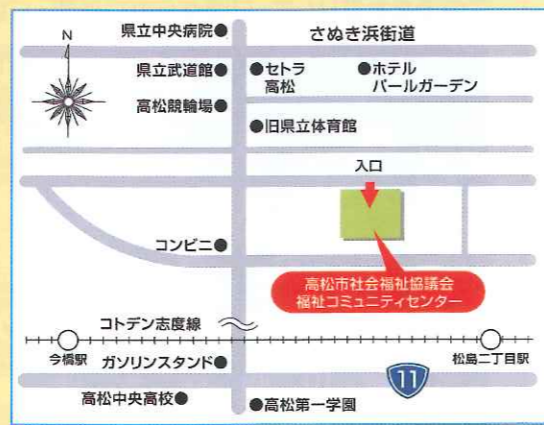 県立中央病院
さぬき浜街道
N
県立武道館
セトラ
高松
ホテル
パールガーデン
高松競輪場
旧県立体育館
入口
コンビニ
高松市社会福祉協議会
福祉コミュニティセンター
コトデン志度線
今橋駅
松島二丁目駅
ガソリンスタンド
11
高松中央高校
高松第一学園